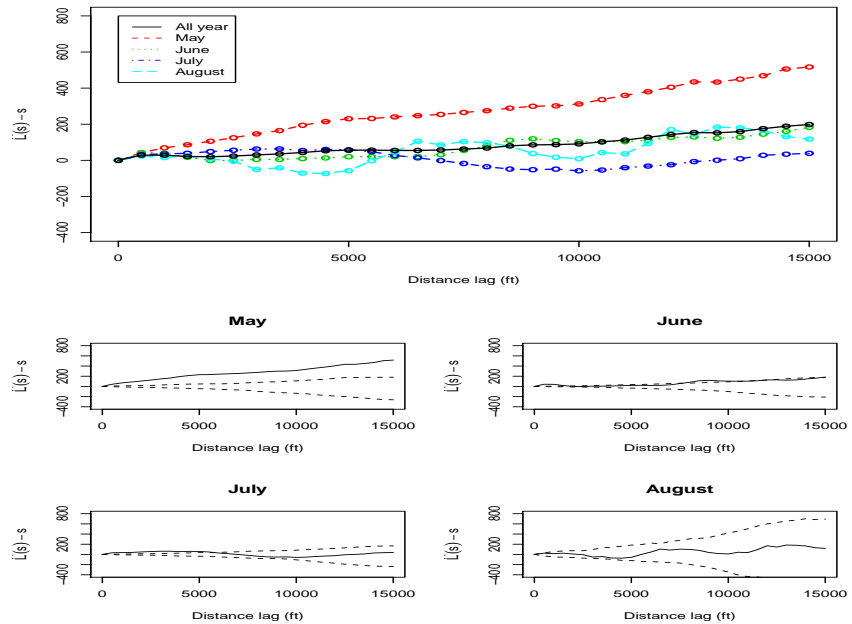 800
600
400
200
0
-200
-400
L̂(s)-s
All year
May
June
July
August
0 5000 10000 15000
Distance lag (ft)
May
800
200
-400
L̂(s)-s
0 5000 10000 15000
Distance lag (ft)
June
800
200
-400
L̂(s)-s
0 5000 10000 15000
Distance lag (ft)
July
800
200
-400
L̂(s)-s
0 5000 10000 15000
Distance lag (ft)
August
800
200
-400
L̂(s)-s
0 5000 10000 15000
Distance lag (ft)